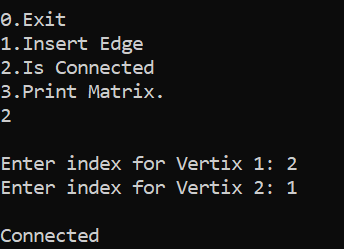 0.Exit
1.Insert Edge
2.Is Connected
3.Print Matrix.
2
Enter index for Vertix 1: 2
Enter index for Vertix 2: 1
Connected